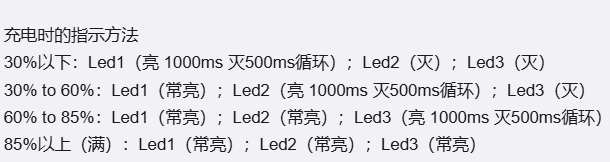 充电时的指示方法
30%以下：Led1（亮 1000ms 灭500ms循环）；Led2（灭）；Led3（灭）
30% to 60%：Led1（常亮）；Led2（亮 1000ms 灭500ms循环）；Led3（灭）
60% to 85%：Led1（常亮）；Led2（常亮）；Led3（亮 1000ms 灭500ms循环）
85%以上（满）：Led1（常亮）；Led2（常亮）；Led3（常亮）